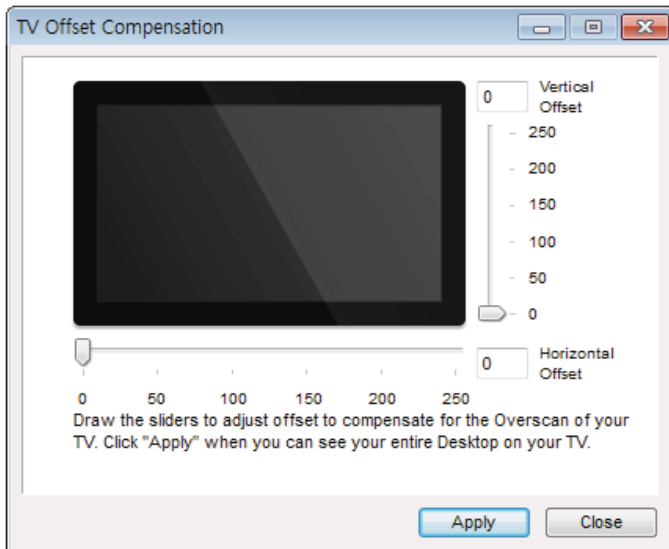 TV Offset Compensation
0
Vertical
Offset
250
200
150
100
50
0
0
Horizontal
Offset
0 50 100 150 200 250
Draw the sliders to adjust offset to compensate for the Overscan of your
TV. Click "Apply" when you can see your entire Desktop on your TV.
Apply Close